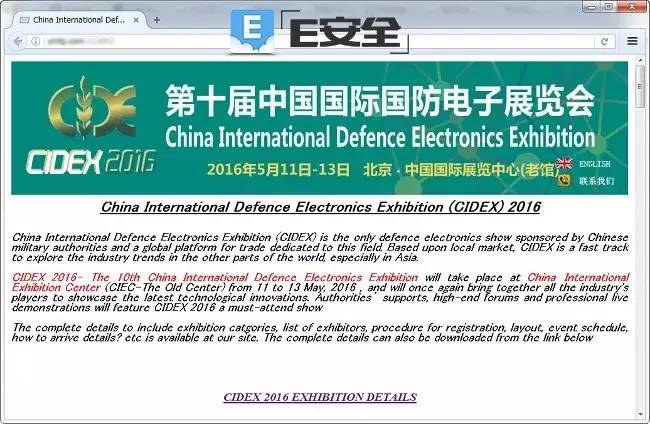 China International Def...
E安全
CIDEX 2016
第十届中国国际国防电子展览会
China International Defence Electronics Exhibition
2016年5月11日-13日 北京·中国国际展览中心(老馆)
ENGLISH
联系我们
China International Defence Electronics Exhibition (CIDEX) 2016
China International Defence Electronics Exhibition (CIDEX) is the only defence electronics show sponsored by Chinese
military authorities and a global platform for trade dedicated to this field. Based upon local market, CIDEX is a fast track
to explore the industry trends in the other parts of the world, especially in Asia.
CIDEX 2016- The 10th China International Defence Electronics Exhibition will take place at China International
Exhibition Center (CIEC-The Old Center) from 11 to 13 May, 2016 , and will once again bring together all the industry's
players to showcase the latest technological innovations. Authorities' supports, high-end forums and professional live
demonstrations will feature CIDEX 2016 a must-attend show.
The complete details to include exhibition catgories, list of exhibitors, procedure for registration, layout, event schedule,
how to arrive details? etc is available at our site. The complete details can also be downloaded from the link below
CIDEX 2016 EXHIBITION DETAILS